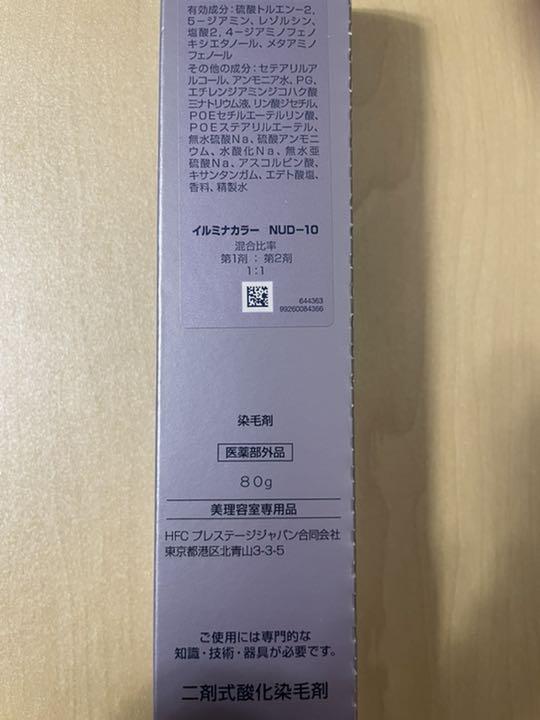 有効成分:硫酸トルエン-2,
5-ジアミン、レゾルシン、
塩酸2, 4-ジアミノフェノ
キシエタノール、メタアミノ
フェノール
その他の成分:セテアリルア
ルコール、アンモニア水、PG、
エチレンジアミンジコハク酸
三ナトリウム液、リン酸ジセチル、
POEセチルエーテルリン酸、
POEステアリルエーテル、
無水硫酸Na、硫酸アンモニ
ウム、水酸化Na、無水亜
硫酸Na、アスコルビン酸、
キサンタンガム、エデト酸塩、
香料、精製水
イルミナカラー NUD-10
混合比率
第1剤 : 第2剤
1:1
644363
99260084366
染毛剤
医薬部外品
80g
美理容室専用品
HFC プレステージジャパン合同会社
東京都港区北青山3-3-5
ご使用には専門的な
知識・技術・器具が必要です。
二剤式酸化染毛剤